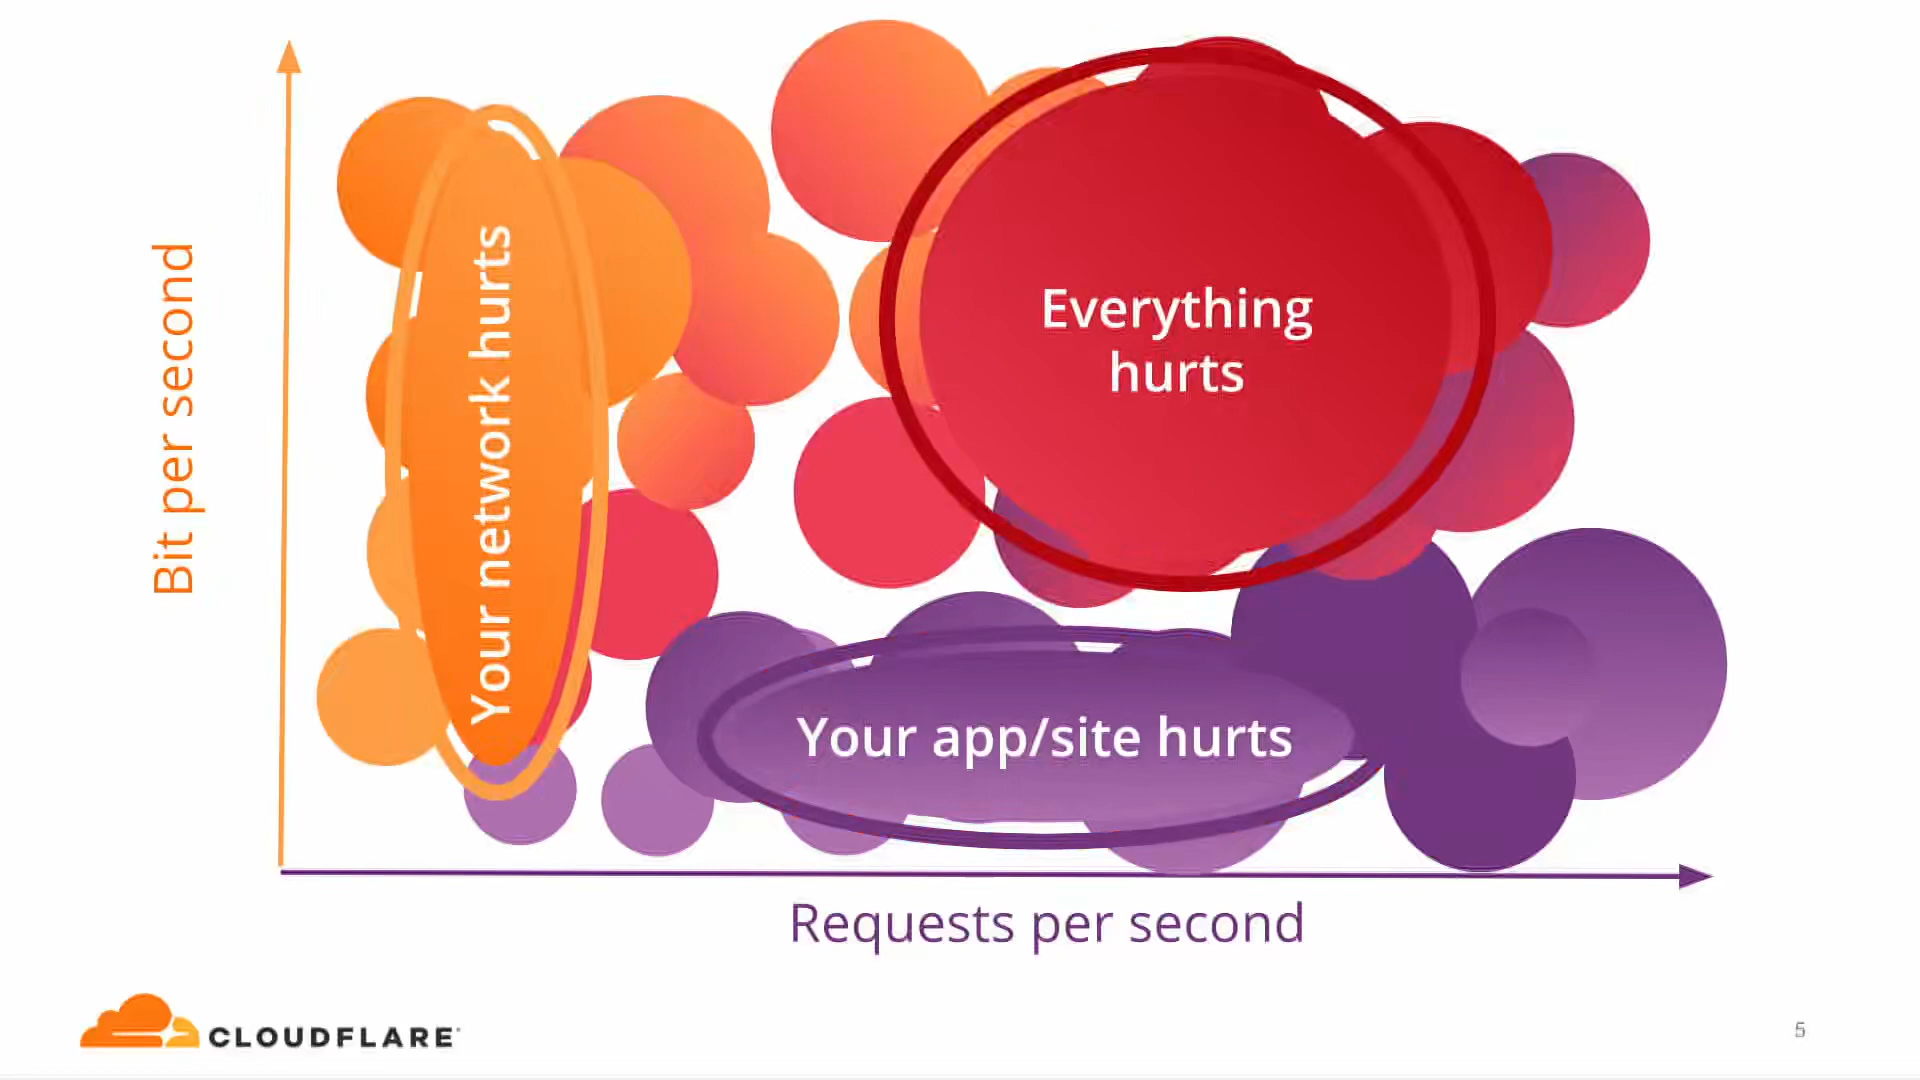 Bit per second
Your network hurts
Everything
hurts
Your app/site hurts
Requests per second
CLOUDFLARE
5